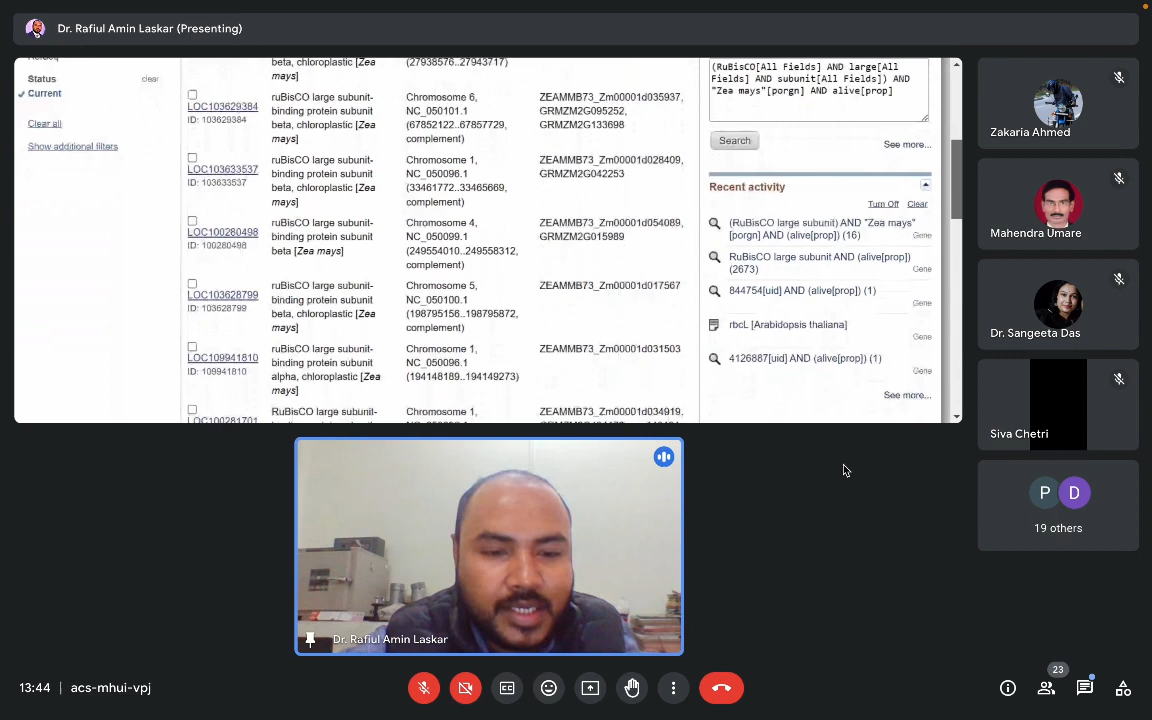 Dr. Rafiul Amin Laskar (Presenting)
Status
clear
Current
Clear all
Show additional filters
beta, chloroplastic [Zea
mays]
(27938576..27943717)
LOC103629384
ID: 103629384
ruBisCO large subunit-
binding protein subunit
beta, chloroplastic [Zea
mays]
Chromosome 6,
NC_050101.1
(67852122..67857729,
complement)
ZEAMMB73_Zm00001d035937,
GRMZM2G095252,
GRMZM2G133698
LOC103633537
ID: 103633537
ruBisCO large subunit-
binding protein subunit
beta, chloroplastic [Zea
mays]
Chromosome 1,
NC_050096.1
(33461772..33465669,
complement)
ZEAMMB73_Zm00001d028409,
GRMZM2G042253
LOC100280498
ID: 100280498
ruBisCO large subunit-
binding protein subunit
beta [Zea mays]
Chromosome 4,
NC_050099.1
(249554010..249558312,
complement)
ZEAMMB73_Zm00001d054089,
GRMZM2G015989
LOC103628799
ID: 103628799
ruBisCO large subunit-
binding protein subunit
beta, chloroplastic [Zea
mays]
Chromosome 5,
NC_050100.1
(198795156..198795872,
complement)
ZEAMMB73_Zm00001d017567
LOC109941810
ID: 109941810
ruBisCO large subunit-
binding protein subunit
alpha, chloroplastic [Zea
mays]
Chromosome 1,
NC_050096.1
(194148189..194149273)
ZEAMMB73_Zm00001d031503
LOC100281701
RuBisCO large subunit-
Chromosome 1,
ZEAMMB73_Zm00001d034919,
(RuBisCO[All Fields] AND large[All
Fields] AND subunit[All Fields]) AND
"Zea mays"[porgn] AND alive[prop]
Search
See more...
Recent activity
Turn Off Clear
(RuBisCO large subunit) AND "Zea mays"
[porgn] AND (alive[prop]) (16)
Gene
RuBisCO large subunit AND (alive[prop])
(2673)
Gene
844754[uid] AND (alive[prop]) (1)
Gene
rbcL [Arabidopsis thaliana]
Gene
4126887[uid] AND (alive[prop]) (1)
Gene
See more...
Zakaria Ahmed
Mahendra Umare
Dr. Sangeeta Das
Siva Chetri
P D
19 others
Dr. Rafiul Amin Laskar
13:44 | acs-mhui-vpj
23